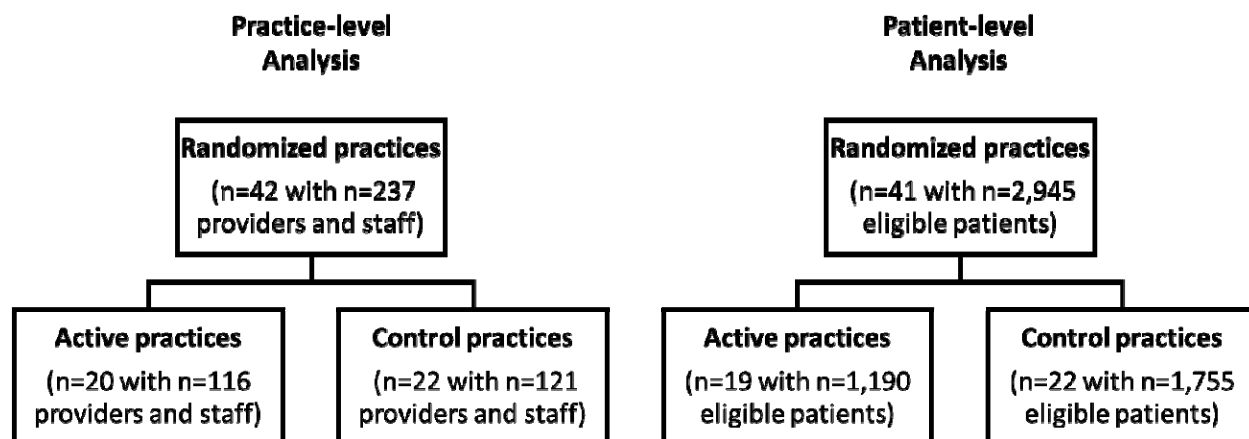 Practice-level
Analysis
Randomized practices
(n=42 with n=237
providers and staff)
Active practices
(n=20 with n=116
providers and staff)
Control practices
(n=22 with n=121
providers and staff)
Patient-level
Analysis
Randomized practices
(n=41 with n=2,945
eligible patients)
Active practices
(n=19 with n=1,190
eligible patients)
Control practices
(n=22 with n=1,755
eligible patients)